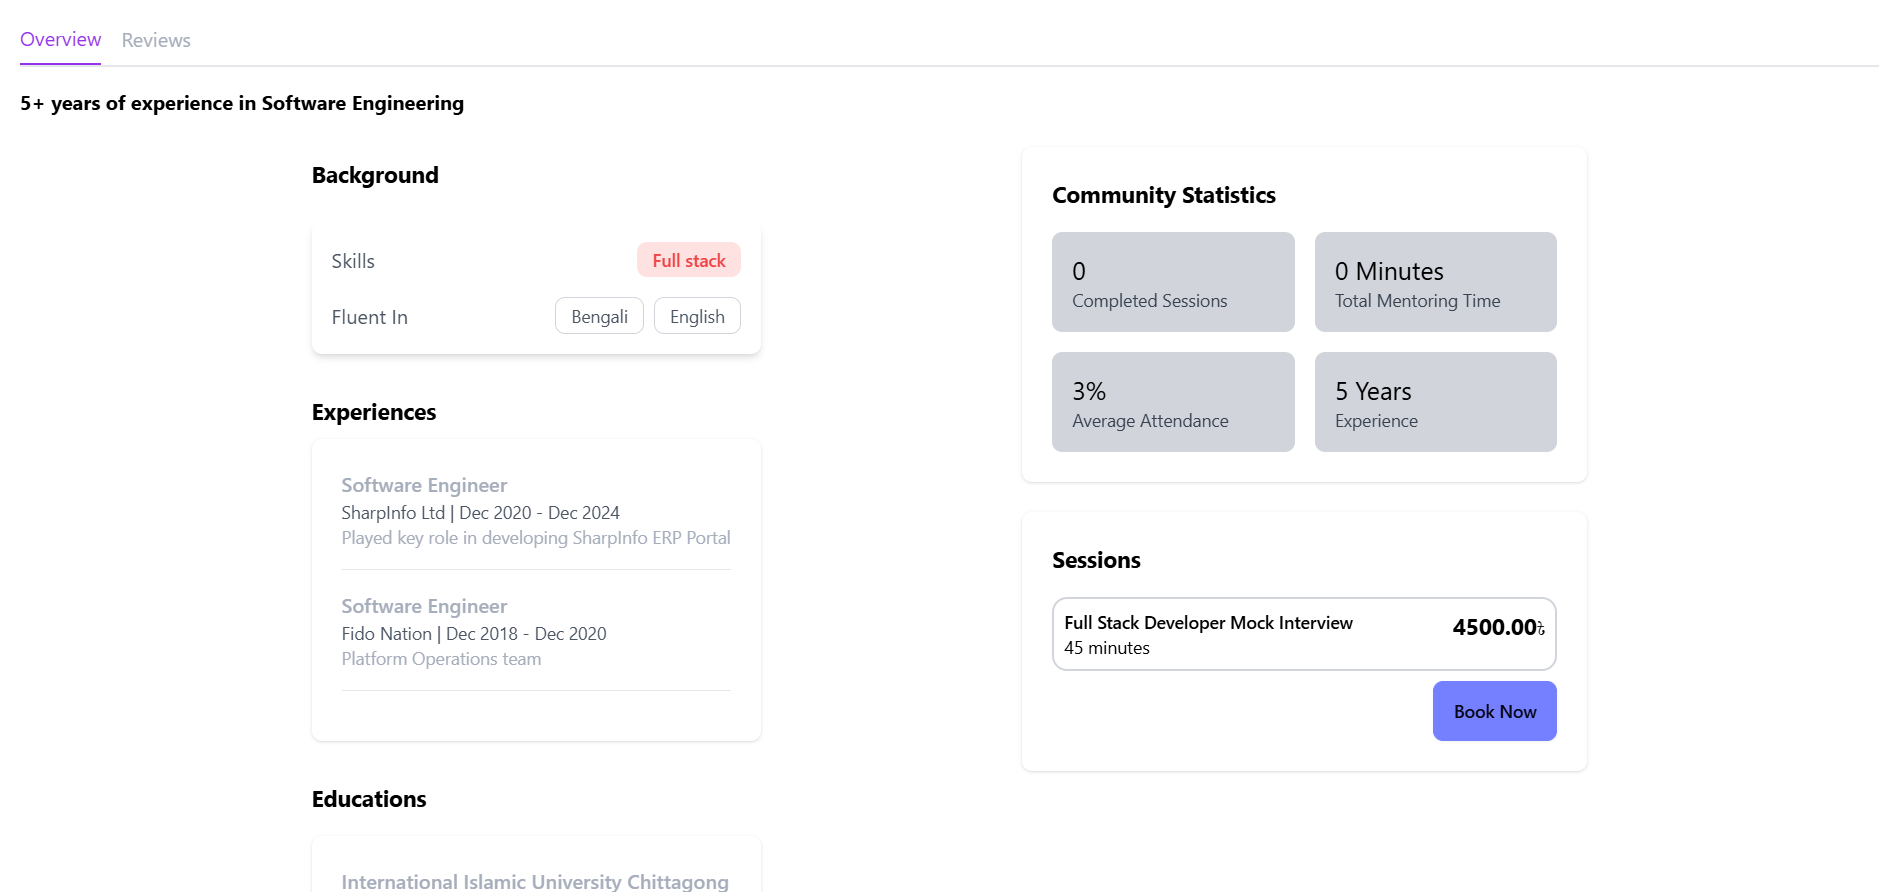 Overview Reviews
5+ years of experience in Software Engineering
Background
Skills Full stack
Fluent In Bengali English
Experiences
Software Engineer
SharpInfo Ltd | Dec 2020 - Dec 2024
Played key role in developing SharpInfo ERP Portal
Software Engineer
Fido Nation | Dec 2018 - Dec 2020
Platform Operations team
Educations
International Islamic University Chittagong
Community Statistics
0
Completed Sessions
0 Minutes
Total Mentoring Time
3%
Average Attendance
5 Years
Experience
Sessions
Full Stack Developer Mock Interview 4500.00৳
45 minutes
Book Now